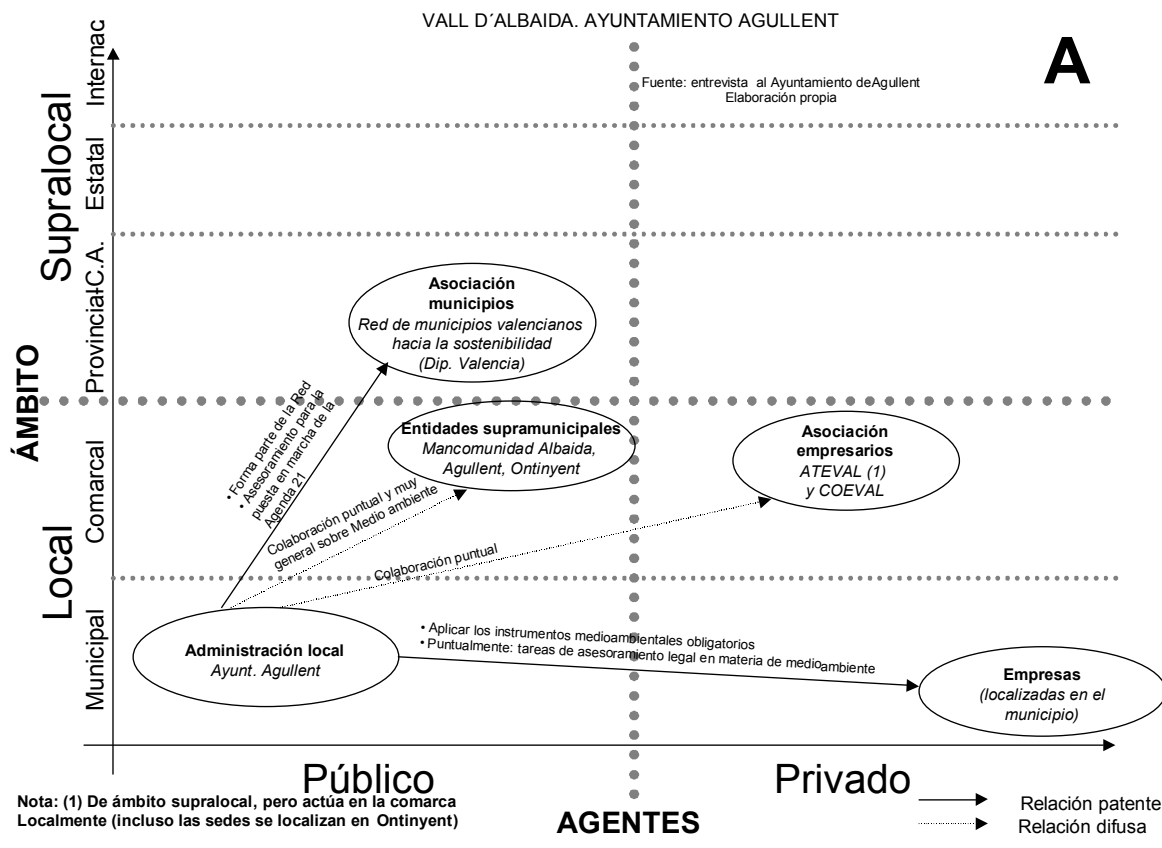 VALL D´ALBAIDA. AYUNTAMIENTO AGULLENT
A
Fuente: entrevista al Ayuntamiento deAgullent
Elaboración propia
ÁMBITO
Supralocal
Local
Internac
Estatal
Provincial-C.A.
Comarcal
Municipal
Asociación
municipios
Red de municipios valencianos
hacia la sostenibilidad
(Dip. Valencia)
• Forma parte de la Red
• Asesoramiento para la
puesta en marcha de la
Agenda 21
Entidades supramunicipales
Mancomunidad Albaida,
Agullent, Ontinyent
Asociación
empresarios
ATEVAL (1)
y COEVAL
Colaboración puntual y muy
general sobre Medio ambiente
Colaboración puntual
Administración local
Ayunt. Agullent
• Aplicar los instrumentos medioambientales obligatorios
• Puntualmente: tareas de asesoramiento legal en materia de medioambiente
Empresas
(localizadas en el
municipio)
Público
Privado
AGENTES
Nota: (1) De ámbito supralocal, pero actúa en la comarca
Localmente (incluso las sedes se localizan en Ontinyent)
Relación patente
Relación difusa